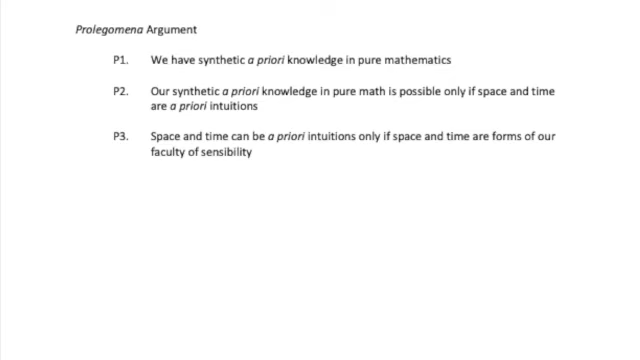 Prolegomena Argument
P1. We have synthetic a priori knowledge in pure mathematics
P2. Our synthetic a priori knowledge in pure math is possible only if space and time
are a priori intuitions
P3. Space and time can be a priori intuitions only if space and time are forms of our
faculty of sensibility